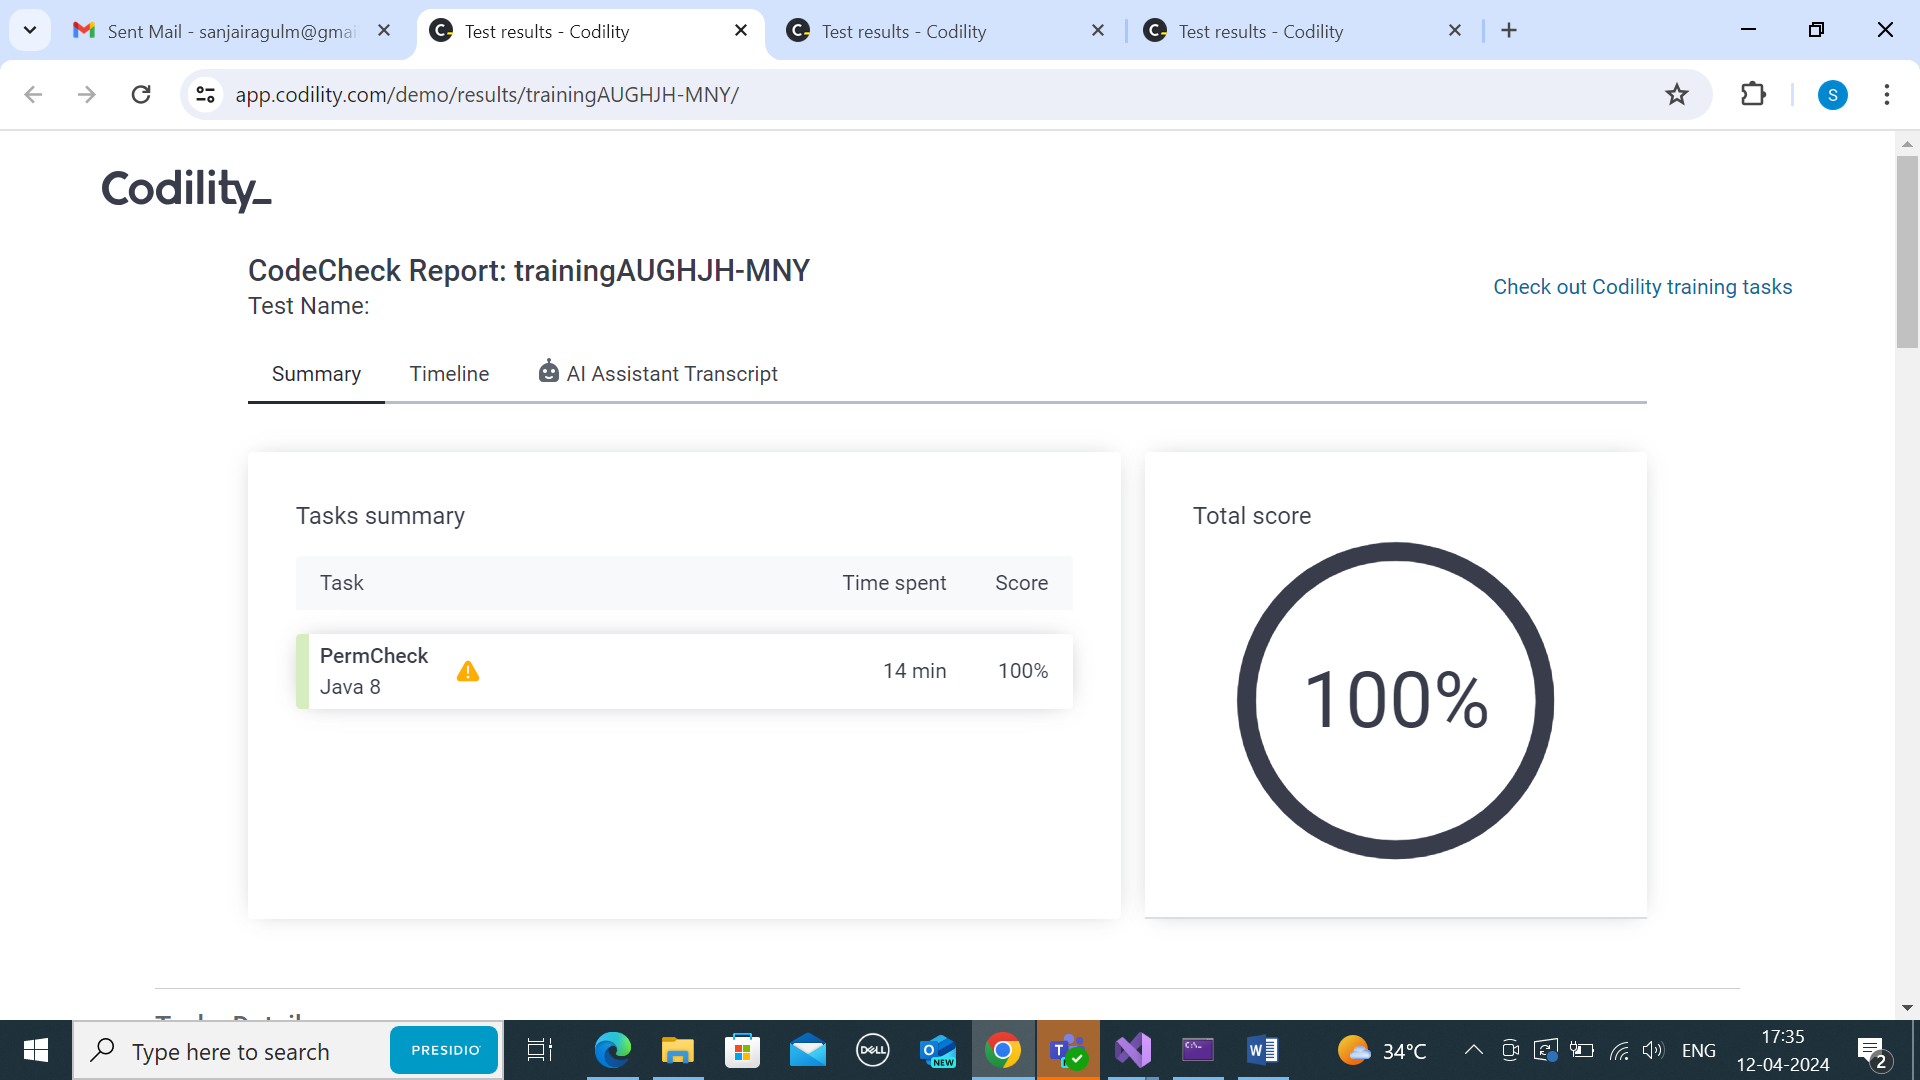 Sent Mail - sanjairagulm@gmai
Test results - Codility
Test results - Codility
Test results - Codility
app.codility.com/demo/results/trainingAUGHJH-MNY/
S
Codility_
CodeCheck Report: trainingAUGHJH-MNY
Test Name:
Check out Codility training tasks
Summary
Timeline
AI Assistant Transcript
Tasks summary
Task Time spent Score
PermCheck
Java 8
14 min 100%
Total score
100%
Type here to search
PRESIDIO
DELL
NEW
34°C
ENG
17:35
12-04-2024
2